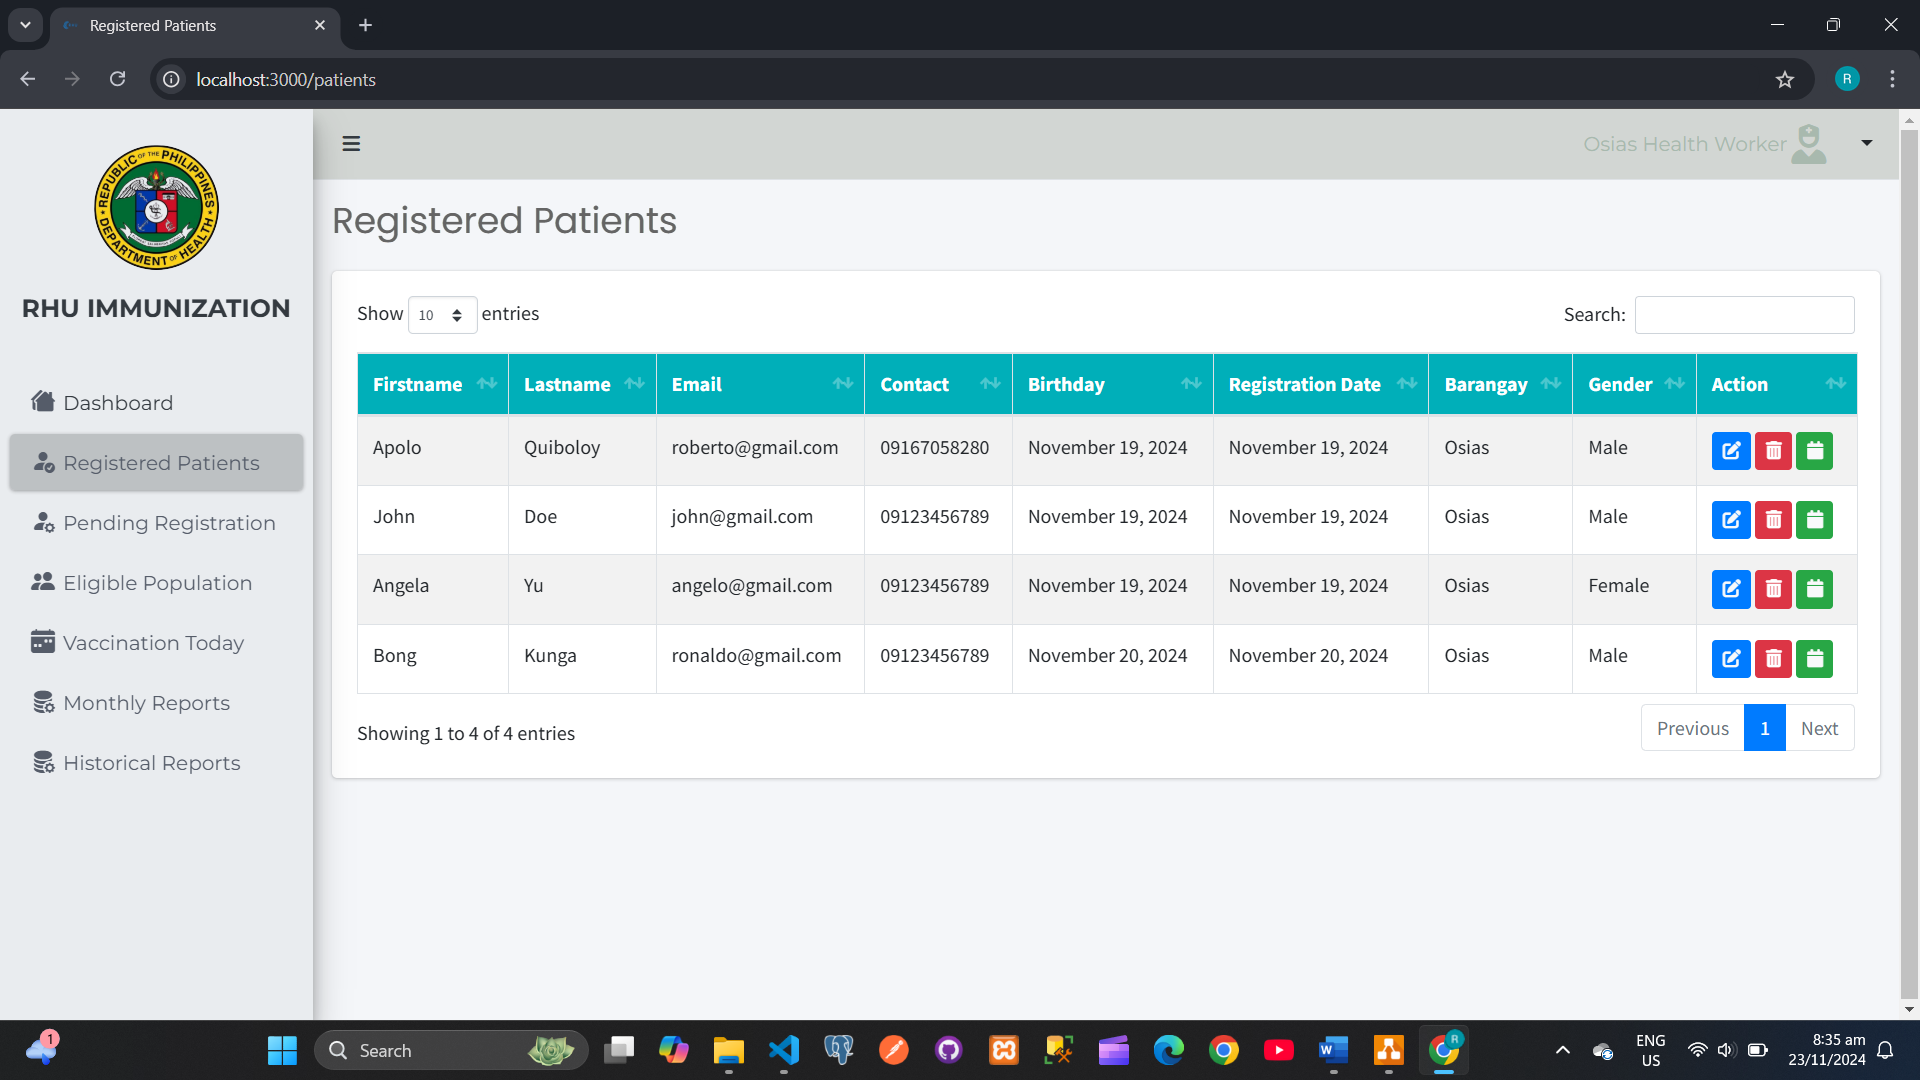 Registered Patients
localhost:3000/patients
R
REPUBLIC OF THE PHILIPPINES
DEPARTMENT OF HEALTH
RHU IMMUNIZATION
Dashboard
Registered Patients
Pending Registration
Eligible Population
Vaccination Today
Monthly Reports
Historical Reports
Osias Health Worker
Registered Patients
Show 10 entries
Search:
Firstname Lastname Email Contact Birthday Registration Date Barangay Gender Action
Apolo Quiboloy roberto@gmail.com 09167058280 November 19, 2024 November 19, 2024 Osias Male
John Doe john@gmail.com 09123456789 November 19, 2024 November 19, 2024 Osias Male
Angela Yu angelo@gmail.com 09123456789 November 19, 2024 November 19, 2024 Osias Female
Bong Kunga ronaldo@gmail.com 09123456789 November 20, 2024 November 20, 2024 Osias Male
Showing 1 to 4 of 4 entries
Previous 1 Next
1
Search
W
R
ENG
US
8:35 am
23/11/2024